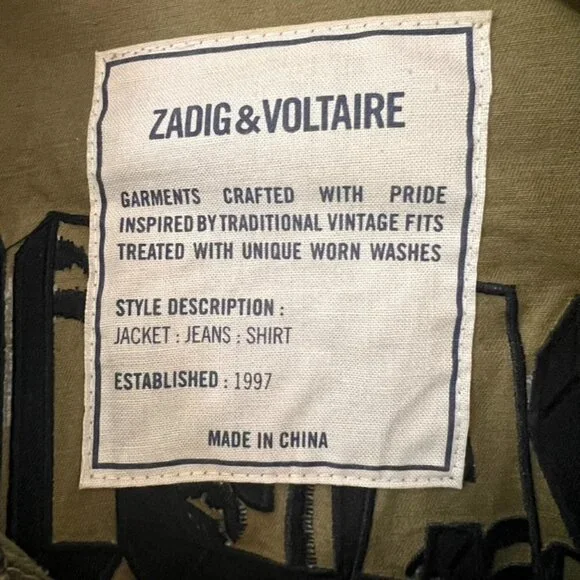 ZADIG&VOLTAIRE
GARMENTS CRAFTED WITH PRIDE
INSPIRED BY TRADITIONAL VINTAGE FITS
TREATED WITH UNIQUE WORN WASHES
STYLE DESCRIPTION :
JACKET : JEANS : SHIRT
ESTABLISHED : 1997
MADE IN CHINA